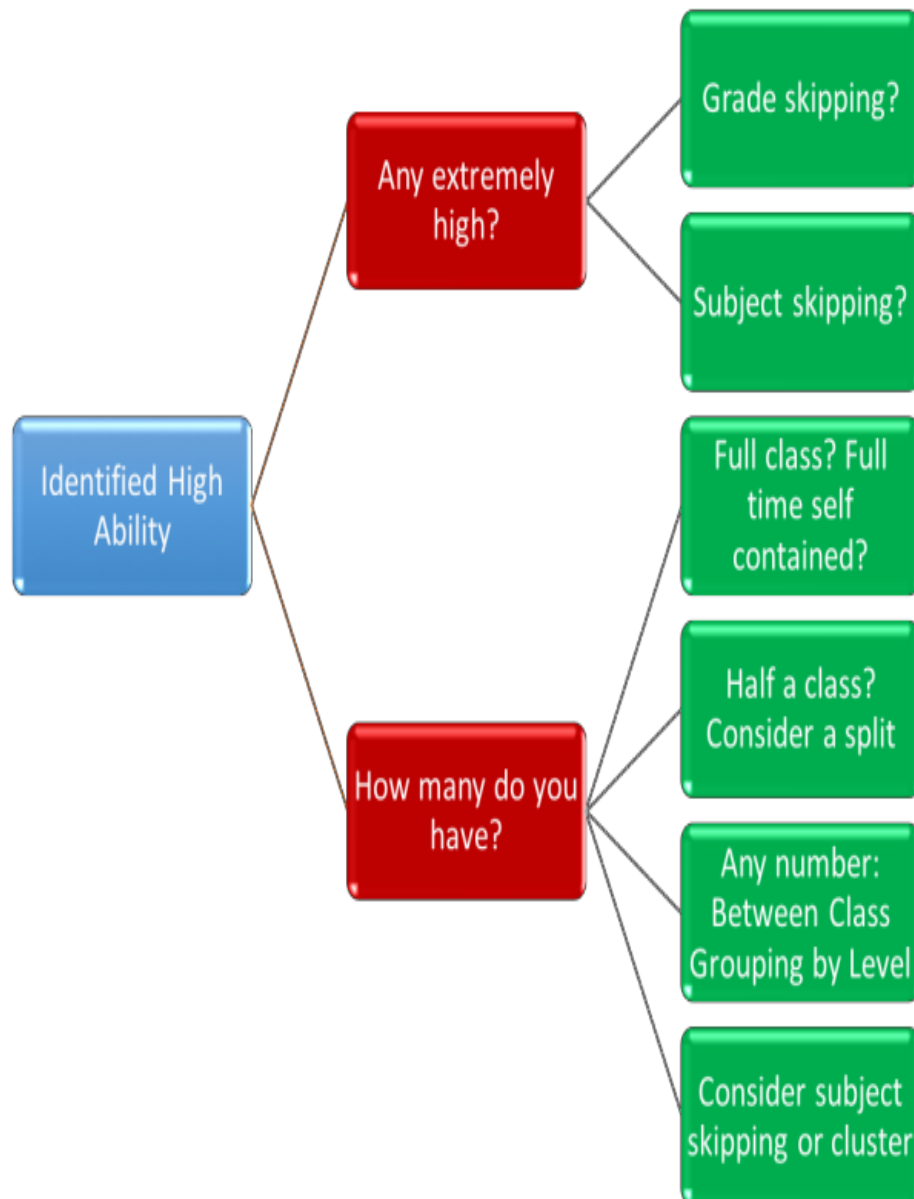 Identified High
Ability
Any extremely
high?
Grade skipping?
Subject skipping?
How many do you
have?
Full class? Full
time self
contained?
Half a class?
Consider a split
Any number:
Between Class
Grouping by Level
Consider subject
skipping or cluster